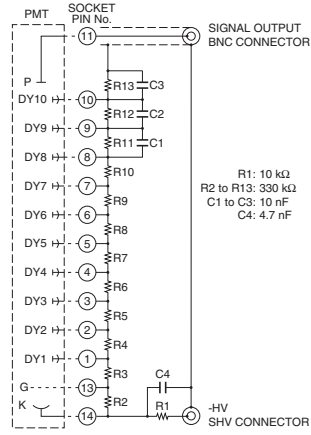 PMT
SOCKET
PIN No.
11
SIGNAL OUTPUT
BNC CONNECTOR
P
R13 C3
DY10 10
R12 C2
DY9 9
R11 C1
DY8 8
R10
DY7 7
R9
DY6 6
R8
DY5 5
R7
DY4 4
R6
DY3 3
R5
DY2 2
R4
DY1 1
R3
G 13
R2
K 14
C4
R1
-HV
SHV CONNECTOR
R1: 10 kΩ
R2 to R13: 330 kΩ
C1 to C3: 10 nF
C4: 4.7 nF